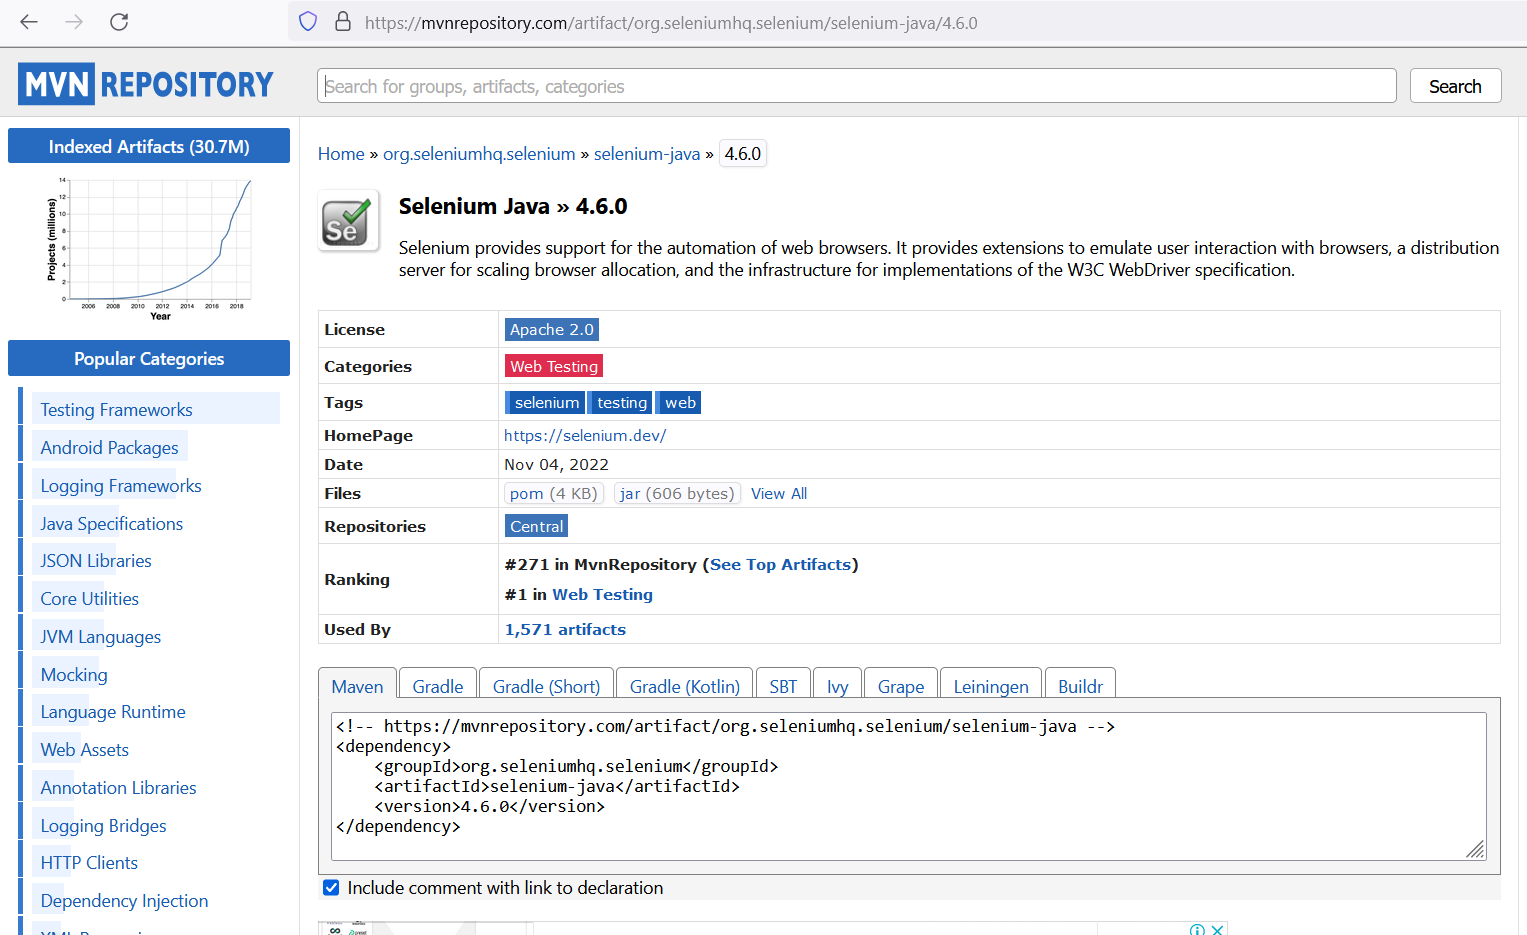 https://mvnrepository.com/artifact/org.seleniumhq.selenium/selenium-java/4.6.0
MVN REPOSITORY
Search for groups, artifacts, categories
Search
Indexed Artifacts (30.7M)
Projects (millions)
14
12
10
8
6
4
2
0
2006 2008 2010 2012 2014 2016 2018
Year
Popular Categories
Testing Frameworks
Android Packages
Logging Frameworks
Java Specifications
JSON Libraries
Core Utilities
JVM Languages
Mocking
Language Runtime
Web Assets
Annotation Libraries
Logging Bridges
HTTP Clients
Dependency Injection
Home » org.seleniumhq.selenium » selenium-java » 4.6.0
Se
Selenium Java » 4.6.0
Selenium provides support for the automation of web browsers. It provides extensions to emulate user interaction with browsers, a distribution
server for scaling browser allocation, and the infrastructure for implementations of the W3C WebDriver specification.
License Apache 2.0
Categories Web Testing
Tags selenium testing web
HomePage https://selenium.dev/
Date Nov 04, 2022
Files pom (4 KB) jar (606 bytes) View All
Repositories Central
Ranking #271 in MvnRepository (See Top Artifacts)
#1 in Web Testing
Used By 1,571 artifacts
Maven Gradle Gradle (Short) Gradle (Kotlin) SBT Ivy Grape Leiningen Buildr
<!-- https://mvnrepository.com/artifact/org.seleniumhq.selenium/selenium-java -->
<dependency>
<groupId>org.seleniumhq.selenium</groupId>
<artifactId>selenium-java</artifactId>
<version>4.6.0</version>
</dependency>
Include comment with link to declaration